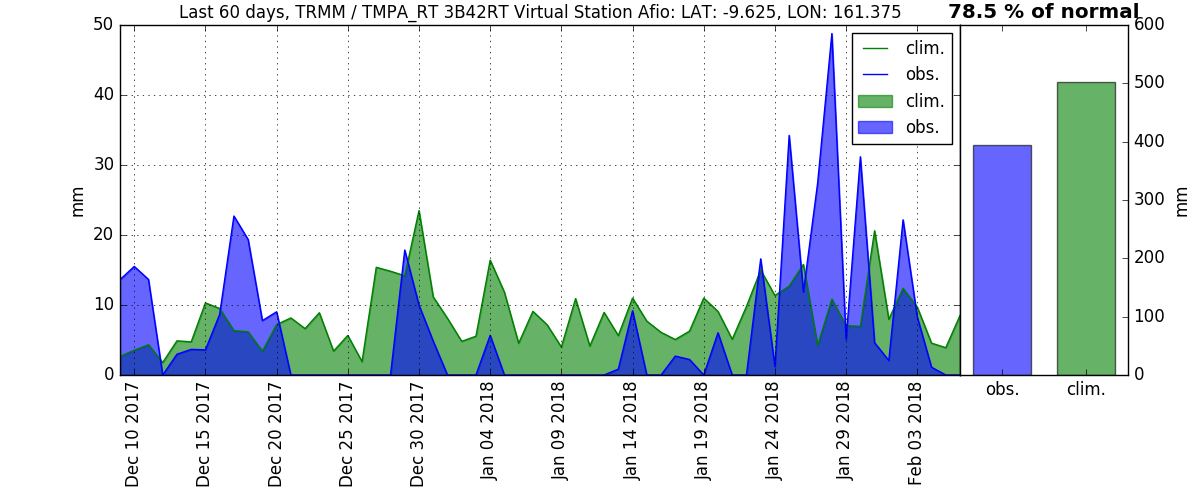 Last 60 days, TRMM / TMPA_RT 3B42RT Virtual Station Afio: LAT: -9.625, LON: 161.375
78.5 % of normal
50
40
30
20
10
0
mm
clim.
obs.
clim.
obs.
600
500
400
300
200
100
0
mm
Dec 10 2017
Dec 15 2017
Dec 20 2017
Dec 25 2017
Dec 30 2017
Jan 04 2018
Jan 09 2018
Jan 14 2018
Jan 19 2018
Jan 24 2018
Jan 29 2018
Feb 03 2018
obs.
clim.